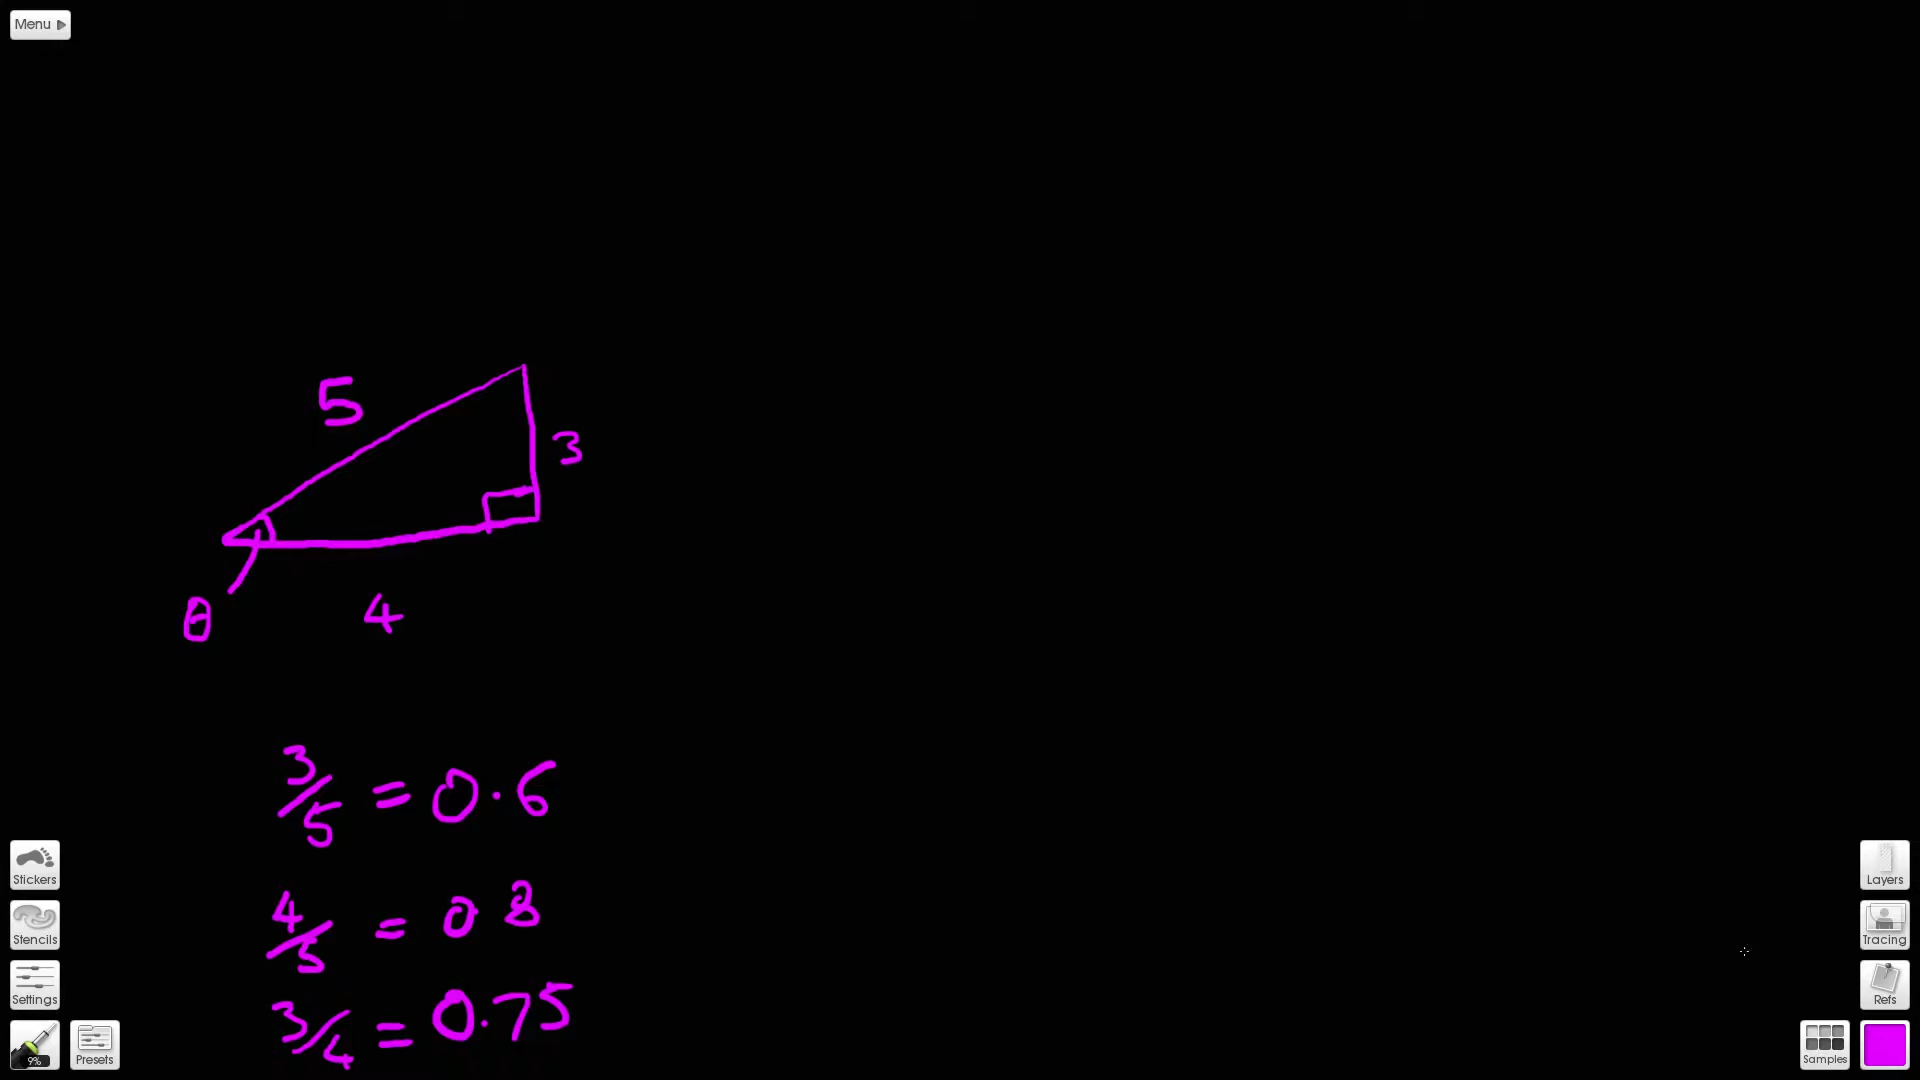 Menu
5
3
θ
4
3/5 = 0.6
4/5 = 0 8
3/4 = 0.75
Stickers
Stencils
Settings
9%
Presets
Layers
Tracing
Refs
Samples